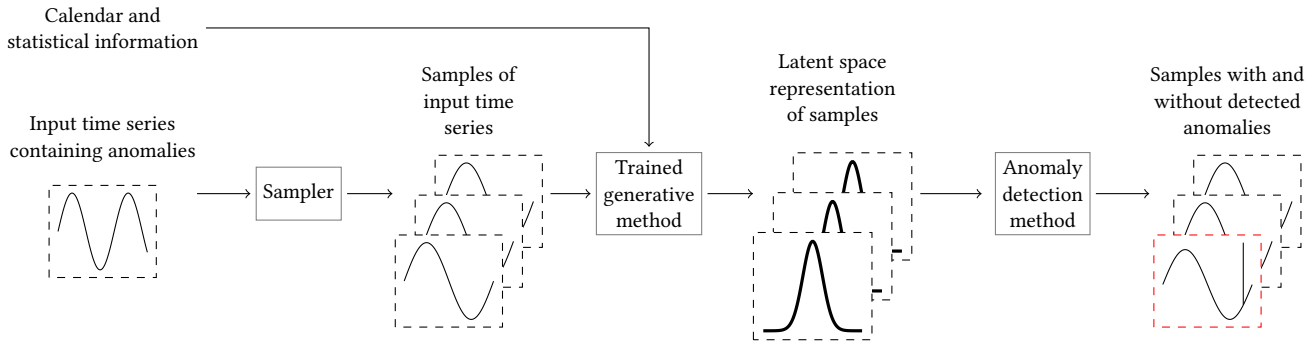 Calendar and
statistical information
Input time series
containing anomalies
Sampler
Samples of
input time
series
Trained
generative
method
Latent space
representation
of samples
Anomaly
detection
method
Samples with and
without detected
anomalies